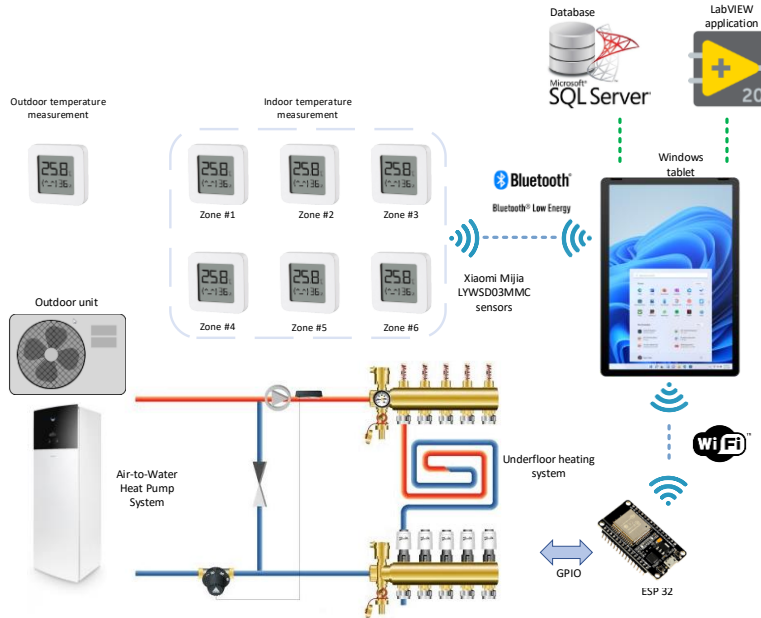 Database
Microsoft®
SQL Server
LabVIEW
application
20
Outdoor temperature
measurement
Indoor temperature
measurement
25.8
25.8
25.8
25.8
Zone #1
Zone #2
Zone #3
Bluetooth®
Bluetooth® Low Energy
Windows
tablet
25.8
25.8
25.8
Zone #4
Zone #5
Zone #6
Xiaomi Mijia
LYWSD03MMC
sensors
Outdoor unit
Air-to-Water
Heat Pump
System
Underfloor heating
system
WiFi™
GPIO
ESP 32